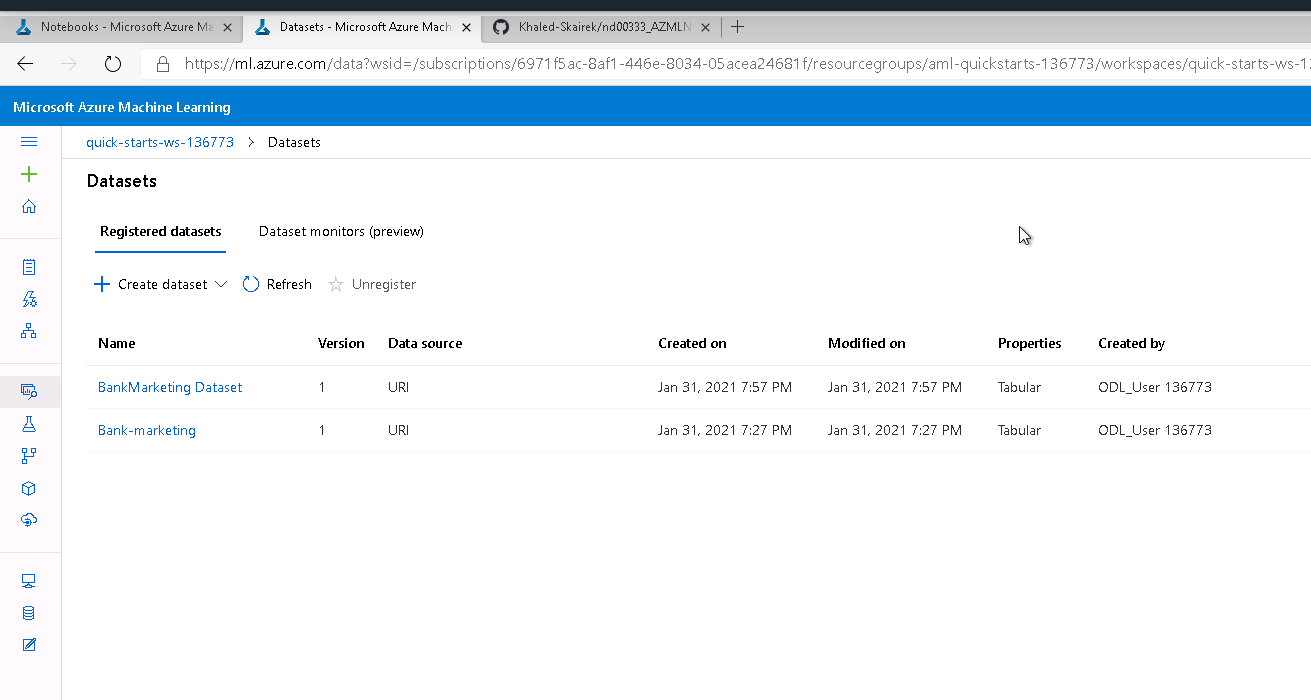 Notebooks - Microsoft Azure Ma
Datasets - Microsoft Azure Mach
Khaled-Skairek/nd00333_AZMLN
https://ml.azure.com/data?wsid=/subscriptions/6971f5ac-8af1-446e-8034-05acea24681f/resourcegroups/aml-quickstarts-136773/workspaces/quick-starts-ws-13
Microsoft Azure Machine Learning
quick-starts-ws-136773 > Datasets
Datasets
Registered datasets Dataset monitors (preview)
Create dataset Refresh Unregister
Name Version Data source Created on Modified on Properties Created by
BankMarketing Dataset 1 URI Jan 31, 2021 7:57 PM Jan 31, 2021 7:57 PM Tabular ODL_User 136773
Bank-marketing 1 URI Jan 31, 2021 7:27 PM Jan 31, 2021 7:27 PM Tabular ODL_User 136773